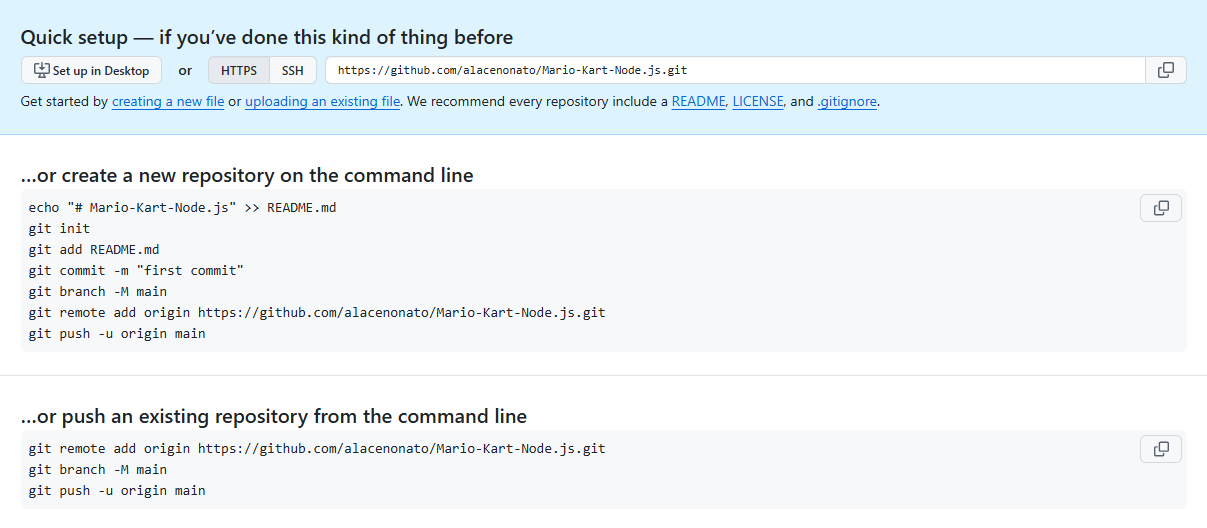 Quick setup — if you’ve done this kind of thing before
Set up in Desktop or HTTPS SSH https://github.com/alacenonato/Mario-Kart-Node.js.git
Get started by creating a new file or uploading an existing file. We recommend every repository include a README, LICENSE, and .gitignore.
…or create a new repository on the command line
echo "# Mario-Kart-Node.js" >> README.md
git init
git add README.md
git commit -m "first commit"
git branch -M main
git remote add origin https://github.com/alacenonato/Mario-Kart-Node.js.git
git push -u origin main
…or push an existing repository from the command line
git remote add origin https://github.com/alacenonato/Mario-Kart-Node.js.git
git branch -M main
git push -u origin main